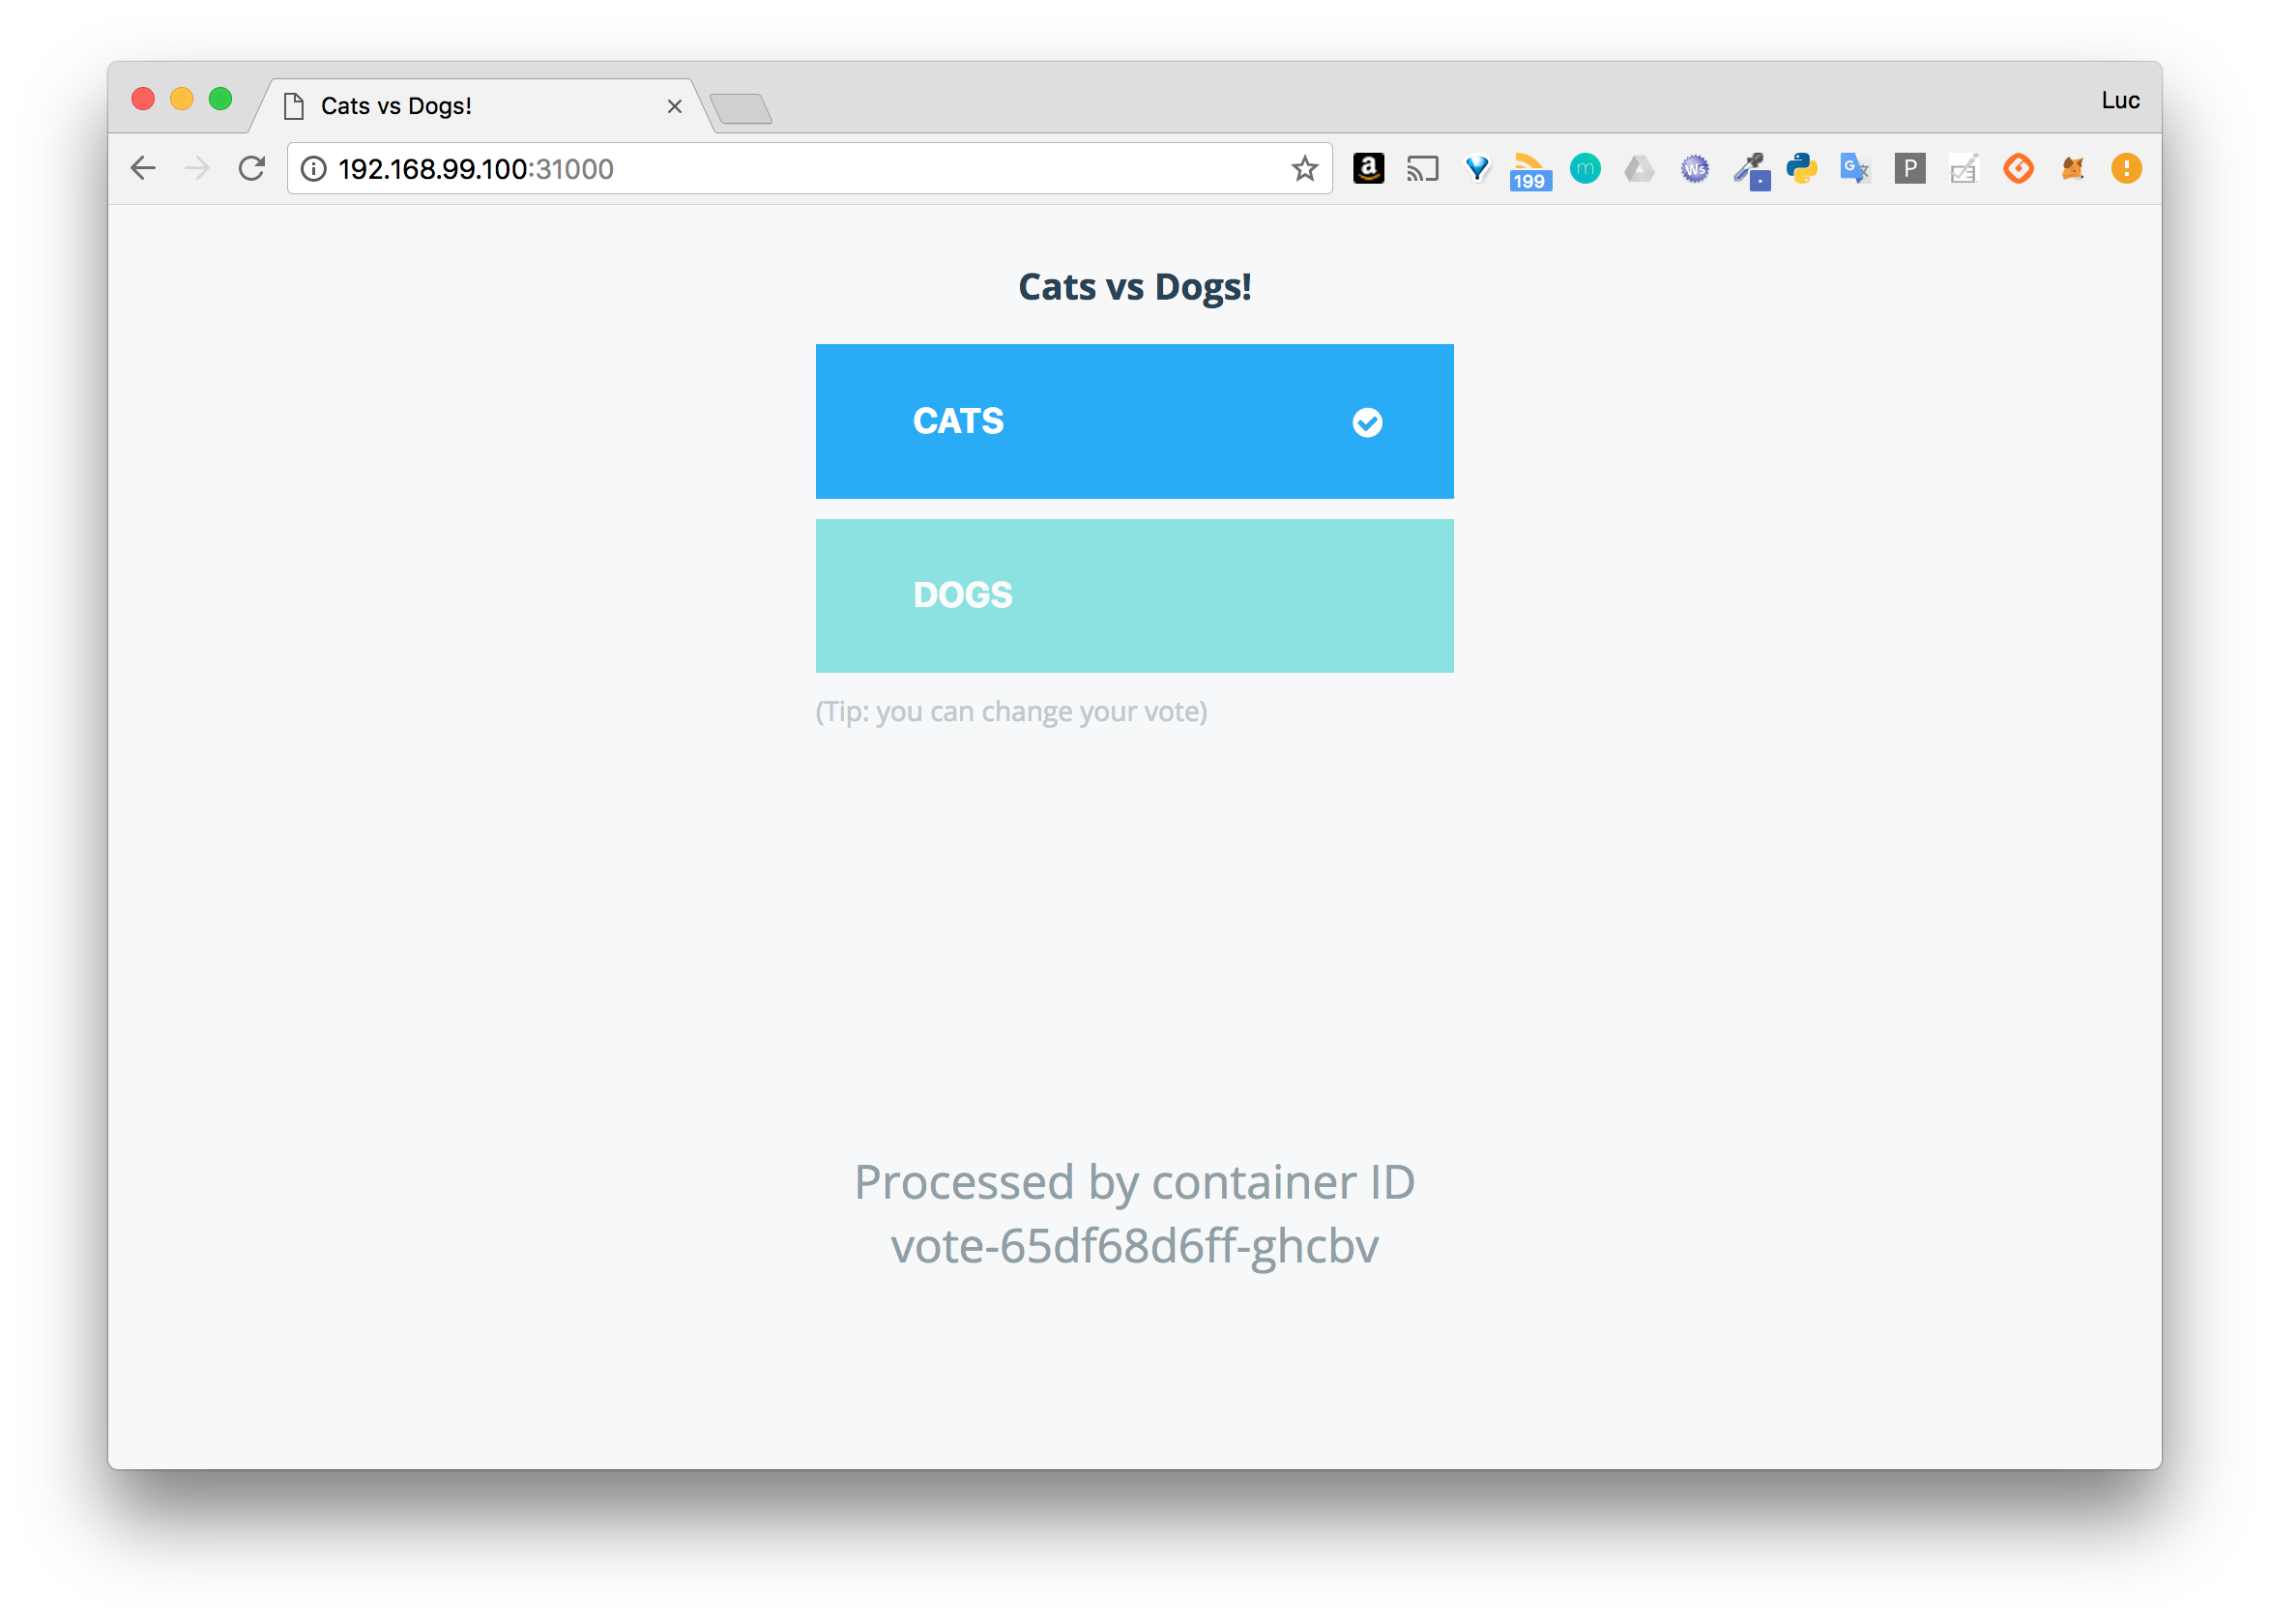 Cats vs Dogs!
Luc
192.168.99.100:31000
a
199
m
Ws
G
P
Cats vs Dogs!
CATS
DOGS
(Tip: you can change your vote)
Processed by container ID
vote-65df68d6ff-ghcbv